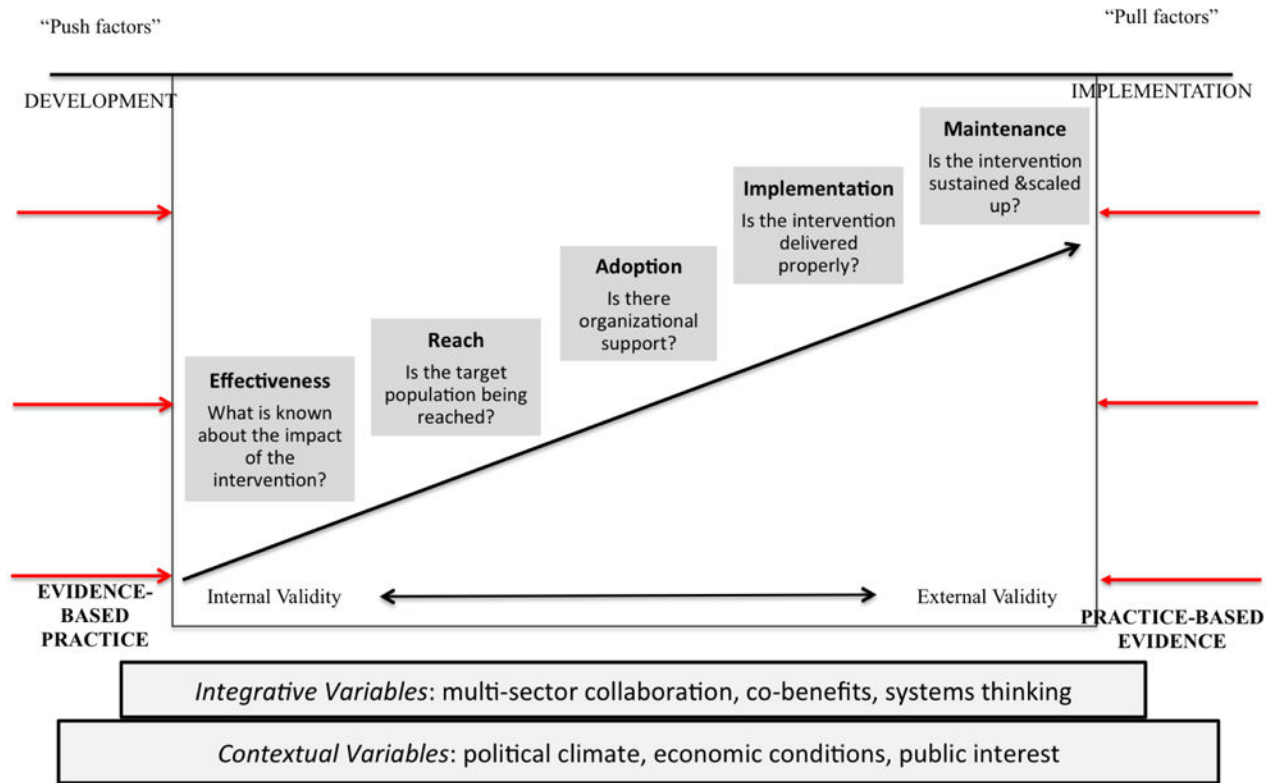 “Push factors”
“Pull factors”
DEVELOPMENT
IMPLEMENTATION
Maintenance
Is the intervention
sustained &scaled
up?
Implementation
Is the intervention
delivered
properly?
Adoption
Is there
organizational
support?
Reach
Is the target
population being
reached?
Effectiveness
What is known
about the impact
of the
intervention?
Internal Validity
External Validity
EVIDENCE-
BASED
PRACTICE
PRACTICE-BASED
EVIDENCE
Integrative Variables: multi-sector collaboration, co-benefits, systems thinking
Contextual Variables: political climate, economic conditions, public interest